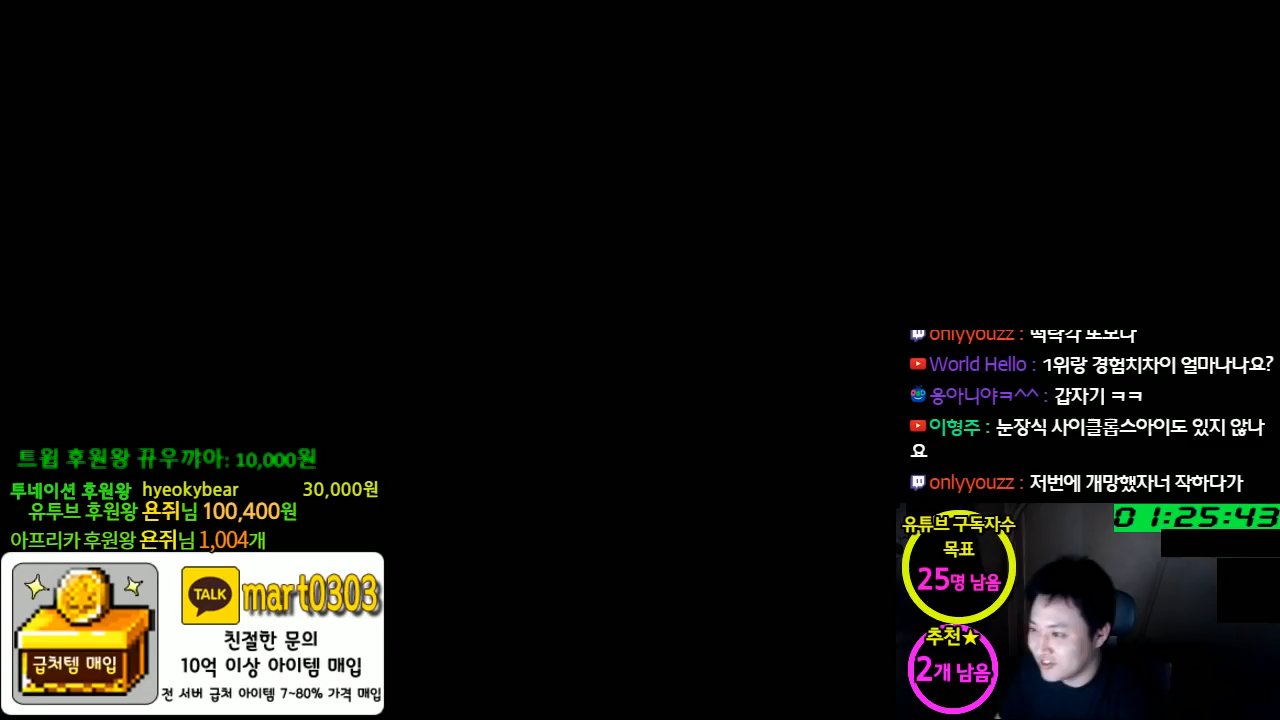 onlyyouzz :
World Hello : 1위랑 경험치차이 얼마나나요?
응아니야ㅋ^^ : 갑자기 ㅋㅋ
이형주 : 눈장식 사이클롭스아이도 있지 않나
요
onlyyouzz : 저번에 개망했자너 작하다가
트윕 후원왕 뀨우꺄아: 10,000원
투네이션 후원왕 hyeokybear 30,000원
유투브 후원왕 욘쥐님 100,400원
아프리카 후원왕 욘쥐님 1,004개
급처템 매입
TALK
mart0303
친절한 문의
10억 이상 아이템 매입
전 서버 급처 아이템 7~80% 가격 매입
01:25:43
유튜브 구독자수
목표
25명 남음
추천★
2개 남음